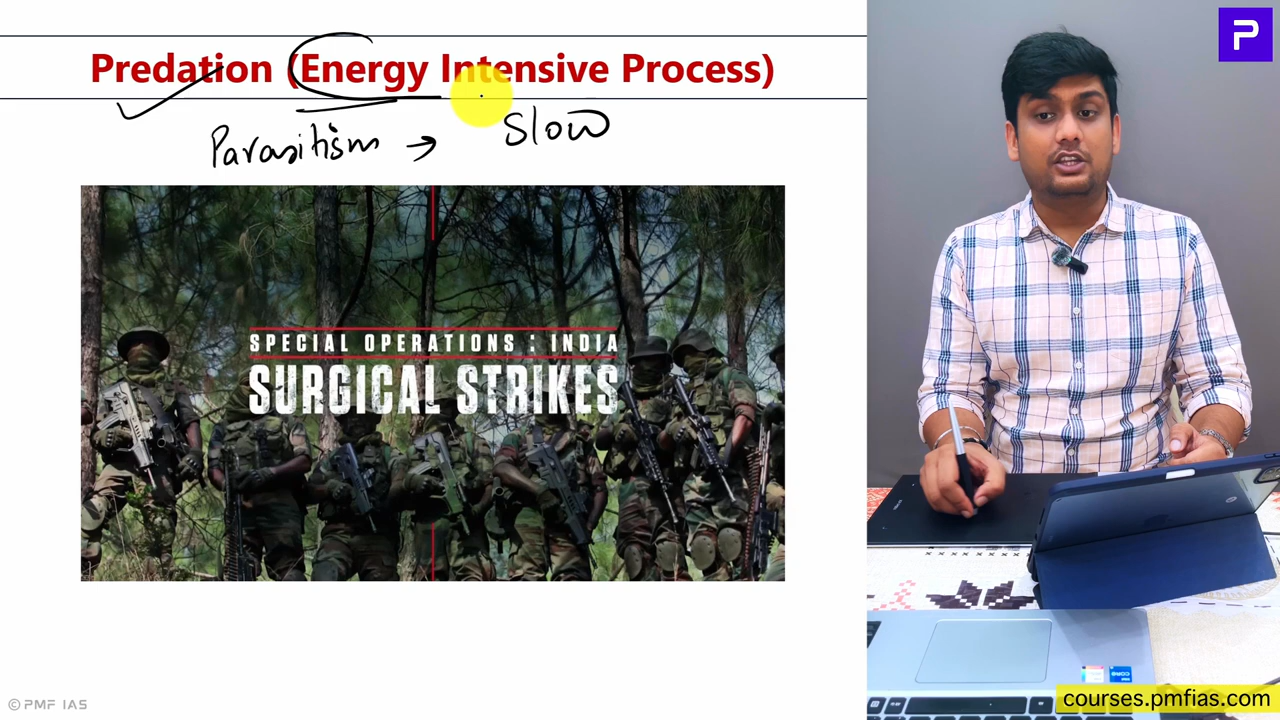 Predation (Energy Intensive Process)
Parasitism → Slow
SPECIAL OPERATIONS : INDIA
SURGICAL STRIKES
© PMF IAS
P
courses.pmfias.com